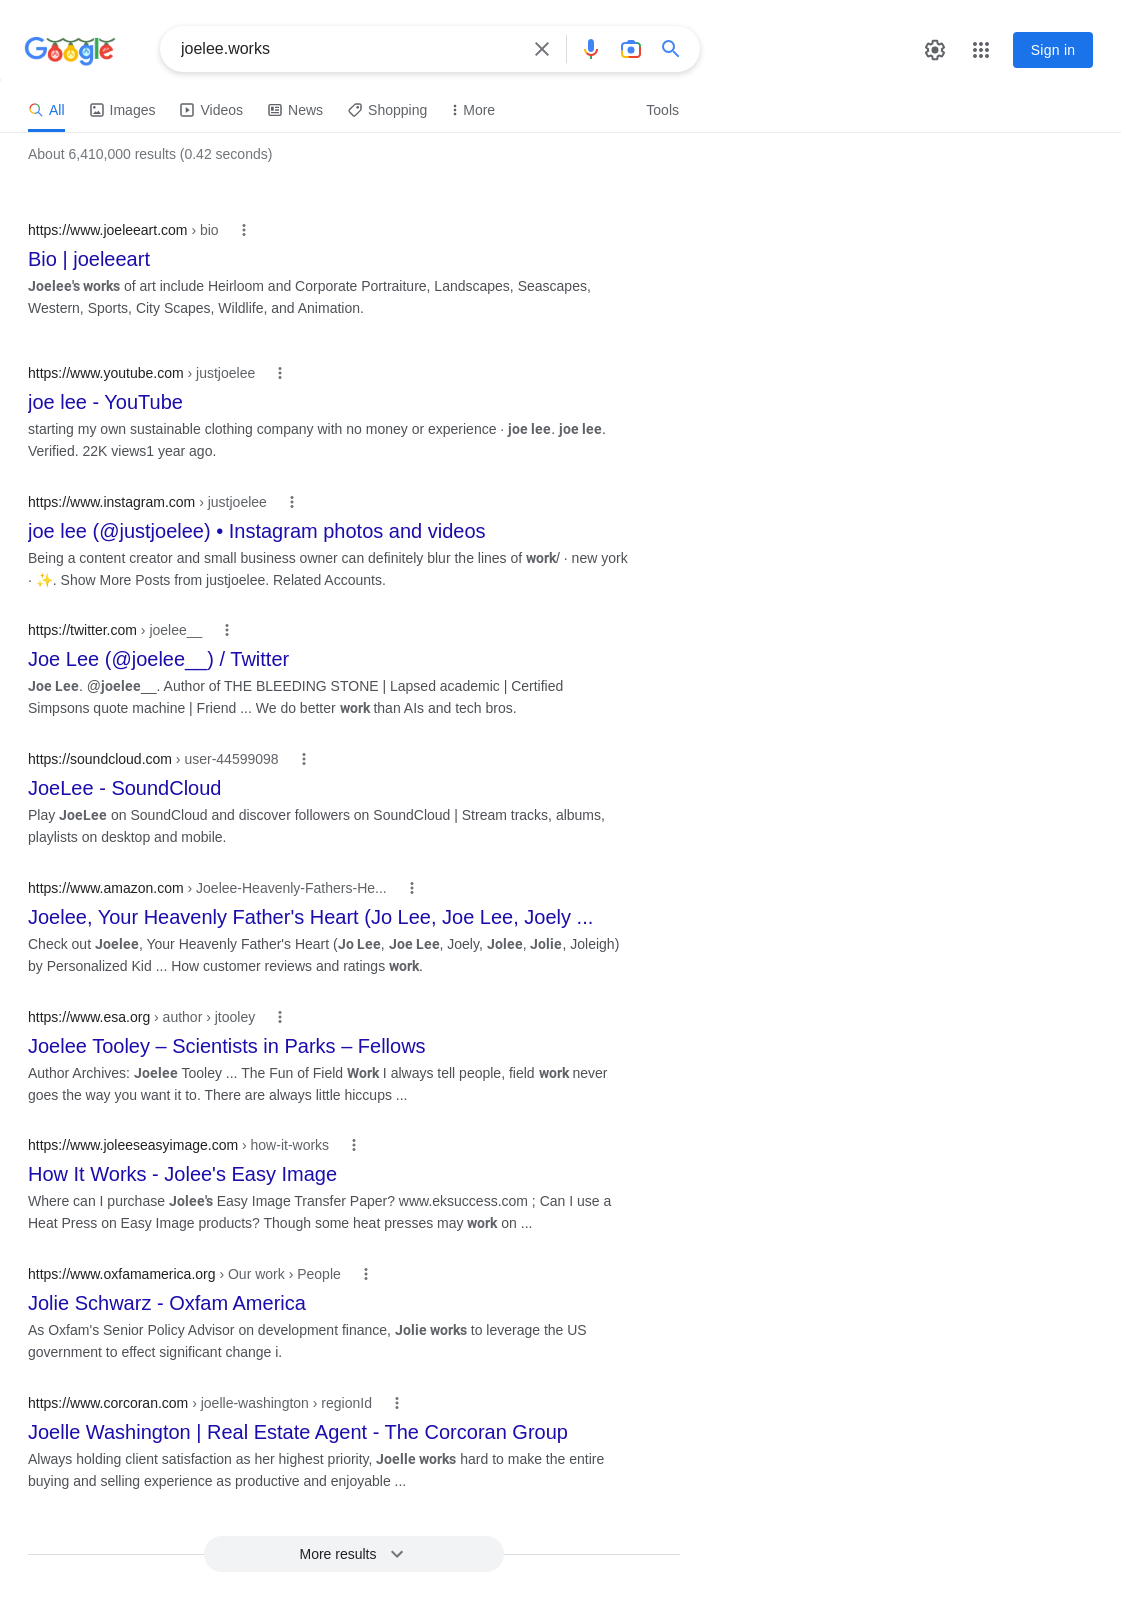 Google
joelee.works
Sign in
All Images Videos News Shopping More Tools
About 6,410,000 results (0.42 seconds)
https://www.joeleeart.com › bio
Bio | joeleeart
Joelee's works of art include Heirloom and Corporate Portraiture, Landscapes, Seascapes,
Western, Sports, City Scapes, Wildlife, and Animation.
https://www.youtube.com › justjoelee
joe lee - YouTube
starting my own sustainable clothing company with no money or experience · joe lee. joe lee.
Verified. 22K views1 year ago.
https://www.instagram.com › justjoelee
joe lee (@justjoelee) • Instagram photos and videos
Being a content creator and small business owner can definitely blur the lines of work/ · new york
· ✨. Show More Posts from justjoelee. Related Accounts.
https://twitter.com › joelee__
Joe Lee (@joelee__) / Twitter
Joe Lee. @joelee__. Author of THE BLEEDING STONE | Lapsed academic | Certified
Simpsons quote machine | Friend ... We do better work than AIs and tech bros.
https://soundcloud.com › user-44599098
JoeLee - SoundCloud
Play JoeLee on SoundCloud and discover followers on SoundCloud | Stream tracks, albums,
playlists on desktop and mobile.
https://www.amazon.com › Joelee-Heavenly-Fathers-He...
Joelee, Your Heavenly Father's Heart (Jo Lee, Joe Lee, Joely ...
Check out Joelee, Your Heavenly Father's Heart (Jo Lee, Joe Lee, Joely, Jolee, Jolie, Joleigh)
by Personalized Kid ... How customer reviews and ratings work.
https://www.esa.org › author › jtooley
Joelee Tooley – Scientists in Parks – Fellows
Author Archives: Joelee Tooley ... The Fun of Field Work I always tell people, field work never
goes the way you want it to. There are always little hiccups ...
https://www.joleeseasyimage.com › how-it-works
How It Works - Jolee's Easy Image
Where can I purchase Jolee's Easy Image Transfer Paper? www.eksuccess.com ; Can I use a
Heat Press on Easy Image products? Though some heat presses may work on ...
https://www.oxfamamerica.org › Our work › People
Jolie Schwarz - Oxfam America
As Oxfam's Senior Policy Advisor on development finance, Jolie works to leverage the US
government to effect significant change i.
https://www.corcoran.com › joelle-washington › regionId
Joelle Washington | Real Estate Agent - The Corcoran Group
Always holding client satisfaction as her highest priority, Joelle works hard to make the entire
buying and selling experience as productive and enjoyable ...
More results